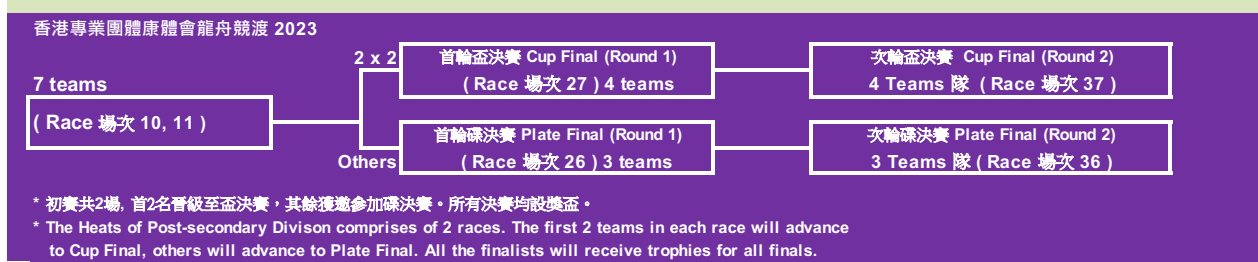 香港專業團體康體會龍舟競渡 2023
2 x 2
首輪盃決賽 Cup Final (Round 1)
( Race 場次 27 ) 4 teams
次輪盃決賽 Cup Final (Round 2)
4 Teams 隊 ( Race 場次 37 )
7 teams
( Race 場次 10, 11 )
Others
首輪碟決賽 Plate Final (Round 1)
( Race 場次 26 ) 3 teams
次輪碟決賽 Plate Final (Round 2)
3 Teams 隊 ( Race 場次 36 )
* 初賽共2場, 首2名晉級至盃決賽，其餘獲邀參加碟決賽。所有決賽均設獎盃。
* The Heats of Post-secondary Divison comprises of 2 races. The first 2 teams in each race will advance
to Cup Final, others will advance to Plate Final. All the finalists will receive trophies for all finals.